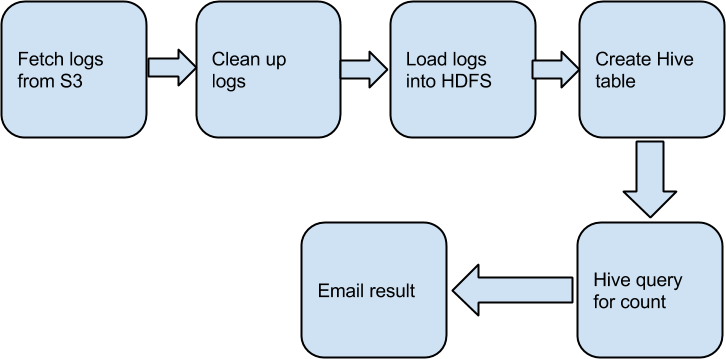 Fetch logs
from S3
Clean up
logs
Load logs
into HDFS
Create Hive
table
Hive query
for count
Email result